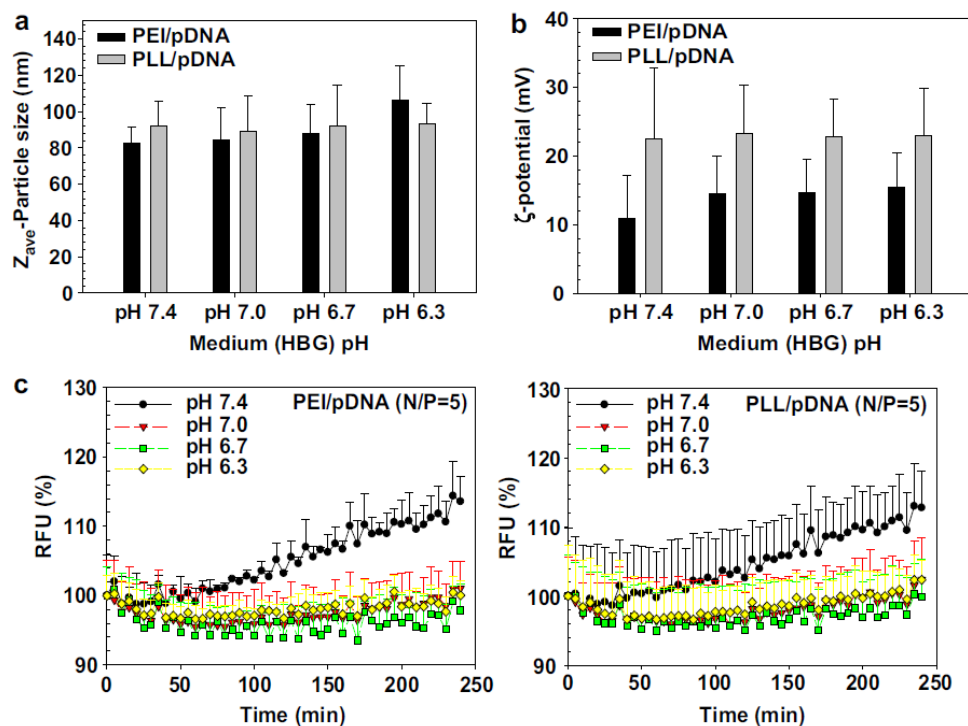 a
PEI/pDNA
PLL/pDNA
Z_ave-Particle size (nm)
140
120
100
80
60
40
20
0
pH 7.4 pH 7.0 pH 6.7 pH 6.3
Medium (HBG) pH
b
PEI/pDNA
PLL/pDNA
ζ-potential (mV)
40
30
20
10
0
pH 7.4 pH 7.0 pH 6.7 pH 6.3
Medium (HBG) pH
c
pH 7.4
pH 7.0
pH 6.7
pH 6.3
PEI/pDNA (N/P=5)
RFU (%)
130
120
110
100
90
0 50 100 150 200 250
Time (min)
pH 7.4
pH 7.0
pH 6.7
pH 6.3
PLL/pDNA (N/P=5)
RFU (%)
130
120
110
100
90
0 50 100 150 200 250
Time (min)